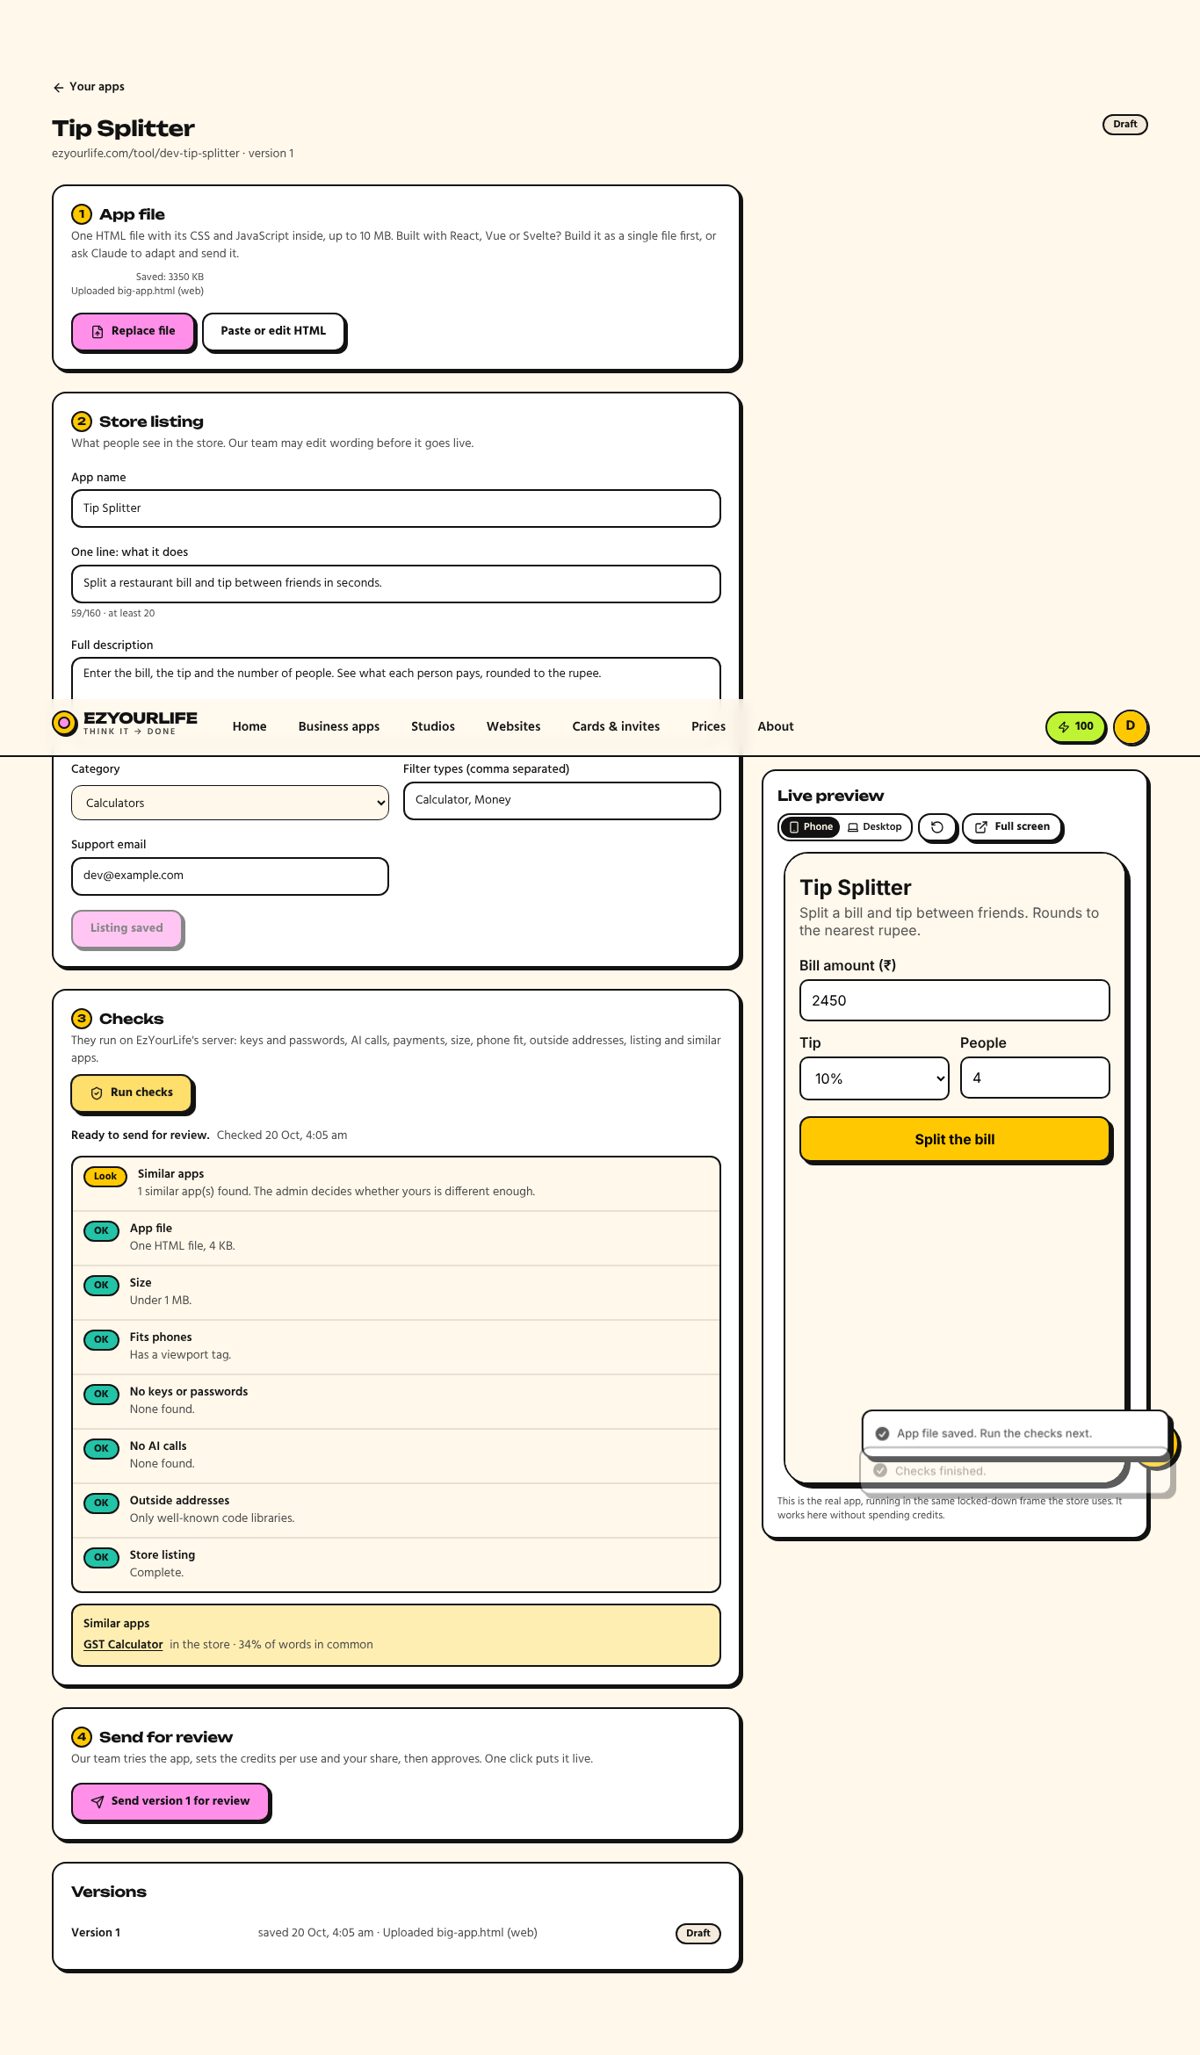 Your apps
Tip Splitter
Draft
ezyourlife.com/tool/dev-tip-splitter · version 1
1 App file
One HTML file with its CSS and JavaScript inside, up to 10 MB. Built with React, Vue or Svelte? Build it as a single file first, or
ask Claude to adapt and send it.
Saved: 3350 KB
Uploaded big-app.html (web)
Replace file
Paste or edit HTML
2 Store listing
What people see in the store. Our team may edit wording before it goes live.
App name
Tip Splitter
One line: what it does
Split a restaurant bill and tip between friends in seconds.
59/160 · at least 20
Full description
Enter the bill, the tip and the number of people. See what each person pays, rounded to the rupee.
EZYOURLIFE
THINK IT → DONE
Home
Business apps
Studios
Websites
Cards & invites
Prices
About
100
D
Category
Filter types (comma separated)
Calculators
Calculator, Money
Support email
dev@example.com
Listing saved
3 Checks
They run on EzYourLife's server: keys and passwords, AI calls, payments, size, phone fit, outside addresses, listing and similar
apps.
Run checks
Ready to send for review. Checked 20 Oct, 4:05 am
Look
Similar apps
1 similar app(s) found. The admin decides whether yours is different enough.
OK
App file
One HTML file, 4 KB.
OK
Size
Under 1 MB.
OK
Fits phones
Has a viewport tag.
OK
No keys or passwords
None found.
OK
No AI calls
None found.
OK
Outside addresses
Only well-known code libraries.
OK
Store listing
Complete.
Similar apps
GST Calculator in the store · 34% of words in common
4 Send for review
Our team tries the app, sets the credits per use and your share, then approves. One click puts it live.
Send version 1 for review
Versions
Version 1
saved 20 Oct, 4:05 am · Uploaded big-app.html (web)
Draft
Live preview
Phone
Desktop
Full screen
Tip Splitter
Split a bill and tip between friends. Rounds to
the nearest rupee.
Bill amount (₹)
2450
Tip
People
10%
4
Split the bill
App file saved. Run the checks next.
Checks finished.
This is the real app, running in the same locked-down frame the store uses. It
works here without spending credits.